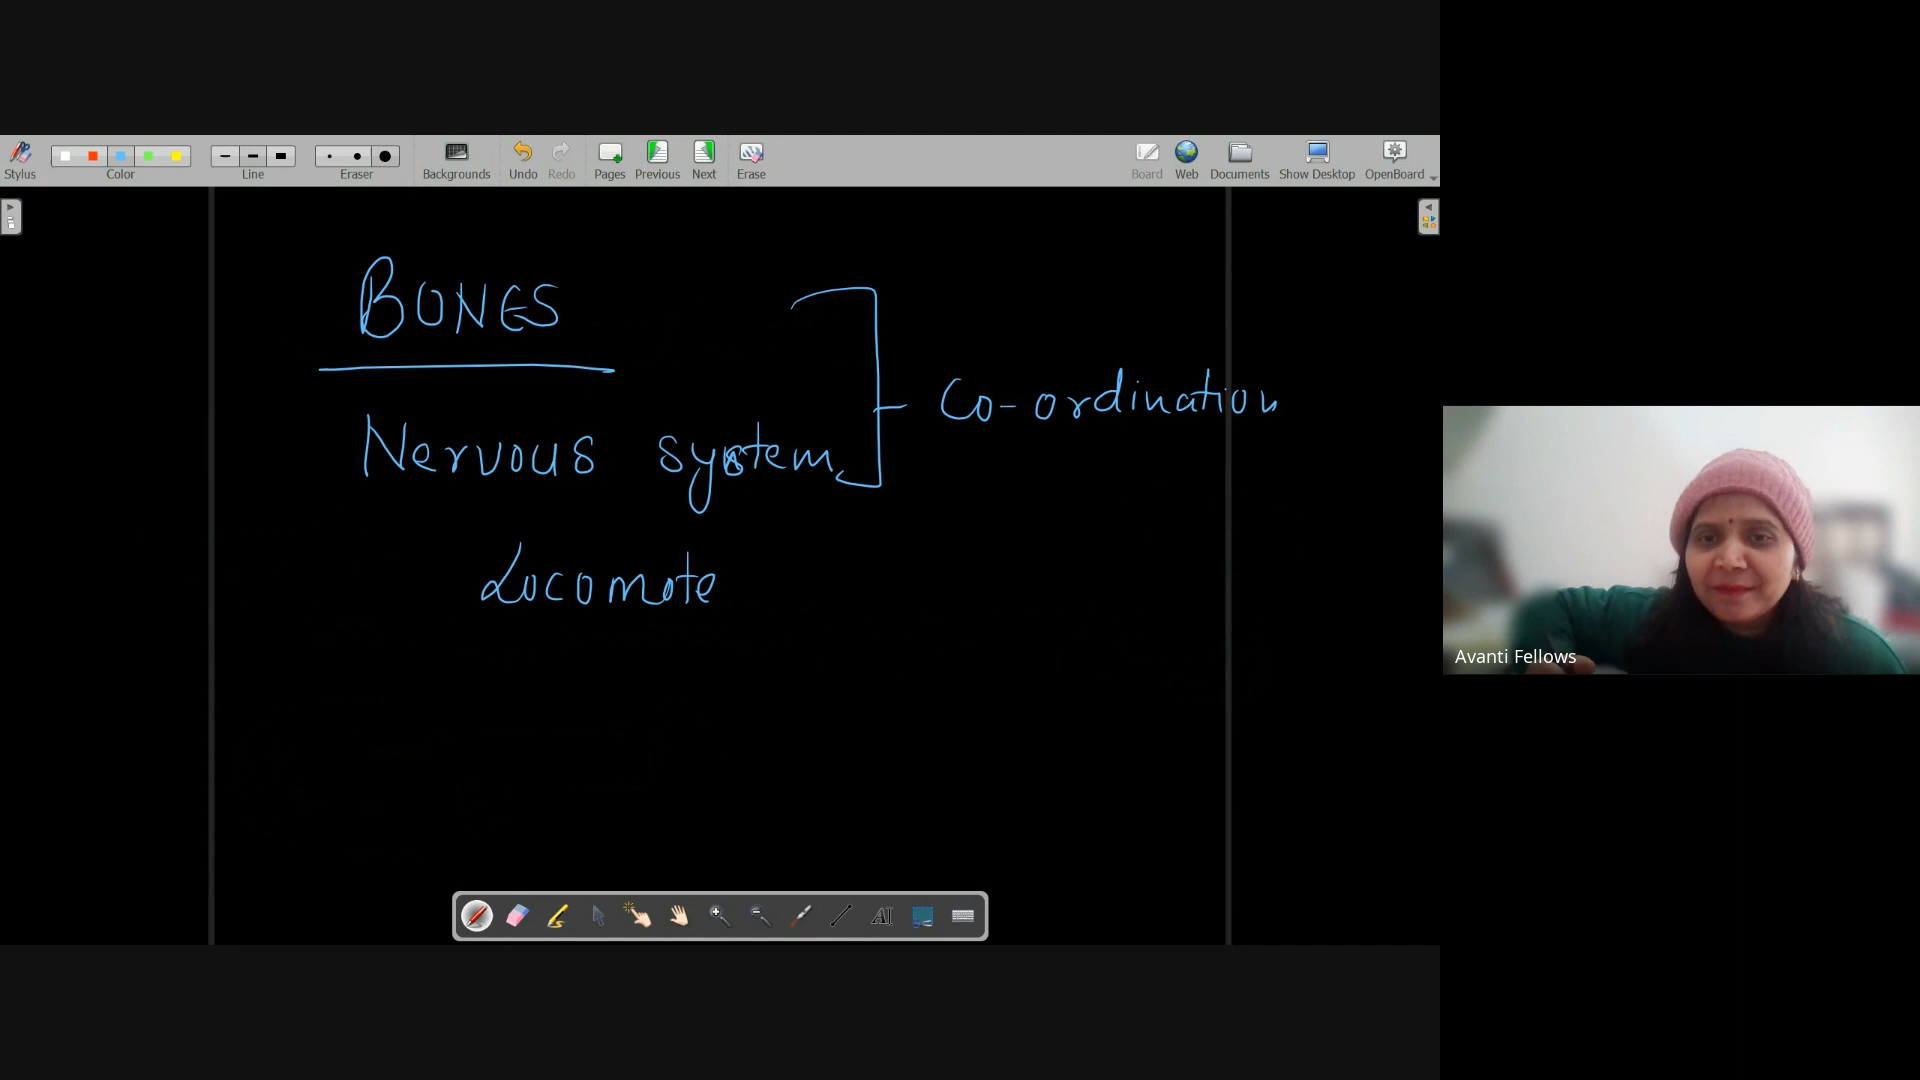 Stylus Color Line Eraser Backgrounds Undo Redo Pages Previous Next Erase Board Web Documents Show Desktop OpenBoard
BONES
Co-ordination
Nervous system
Locomote
Avanti Fellows
AI